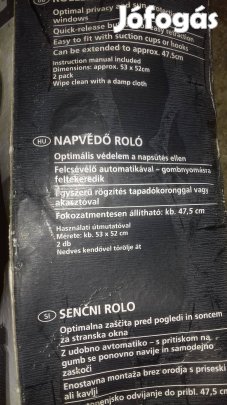 Jófogás
Optimal privacy and sun
windows
Quick-release
Easy to fit with suction cups or hooks
Can be extended to approx. 47.5cm
Instruction manual included
Dimensions: approx. 53 x 52cm
2 pack
Wipe clean with a damp cloth
HU NAPVÉDŐ ROLÓ
Optimális védelem a napsütés ellen
Felcsévélő automatikával – gombnyomásra
feltekeredik
Egyszerű rögzítés tapadókoronggal vagy
akasztóval
Fokozatmentesen állítható: kb. 47,5 cm
Használati útmutatóval
Mérete: kb. 53 x 52 cm
2 db
Nedves kendővel törölje át
SI SENČNI ROLO
Optimalna zaščita pred pogledi in soncem
za stranska okna
Z udobno avtomatiko – s pritiskom na
gumb se ponovno navije in samodejno
zaskoči
Enostavna montaža brez orodja s priseski
ali kavlji
odvijanje do pribl. 47,5